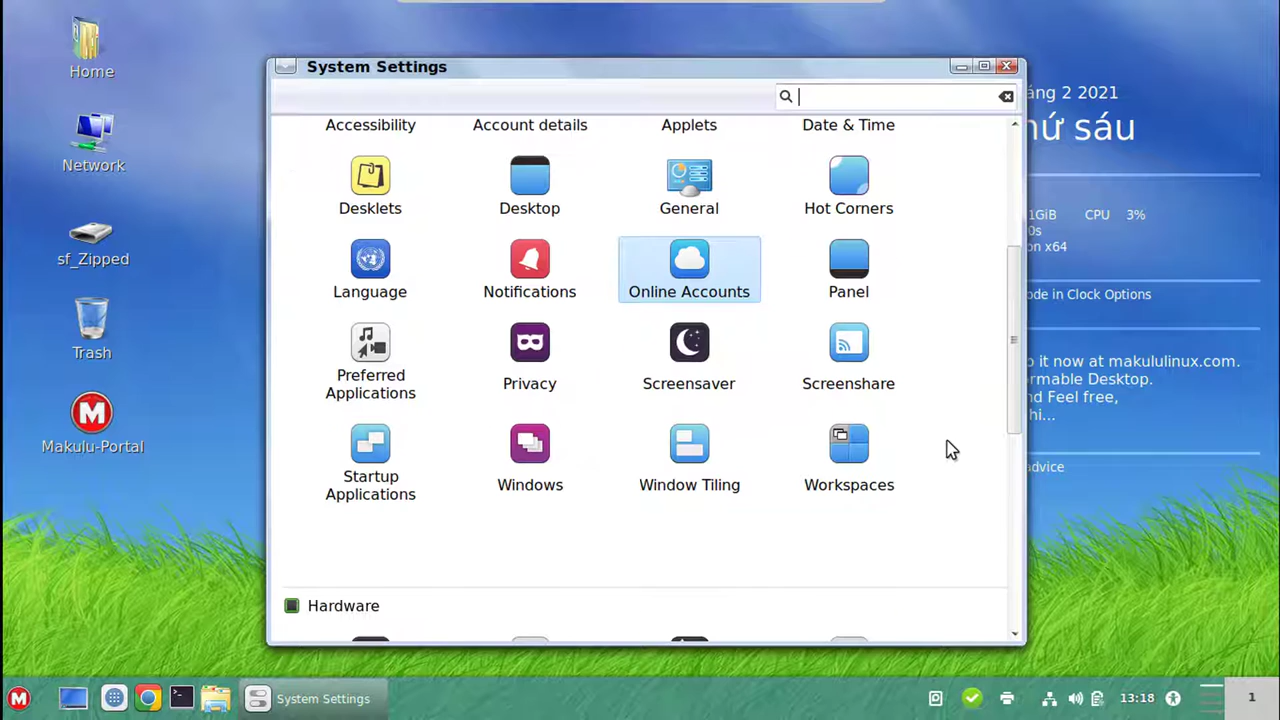 Home
Network
sf_Zipped
Trash
Makulu-Portal
System Settings
Accessibility
Account details
Applets
Date & Time
Desklets
Desktop
General
Hot Corners
Language
Notifications
Online Accounts
Panel
Preferred
Applications
Privacy
Screensaver
Screenshare
Startup
Applications
Windows
Window Tiling
Workspaces
Hardware
áng 2 2021
hứ sáu
1GiB CPU 3%
0s
on x64
ode in Clock Options
o it now at makululinux.com.
rmable Desktop.
nd Feel free,
hi...
advice
M
System Settings
13:18
1